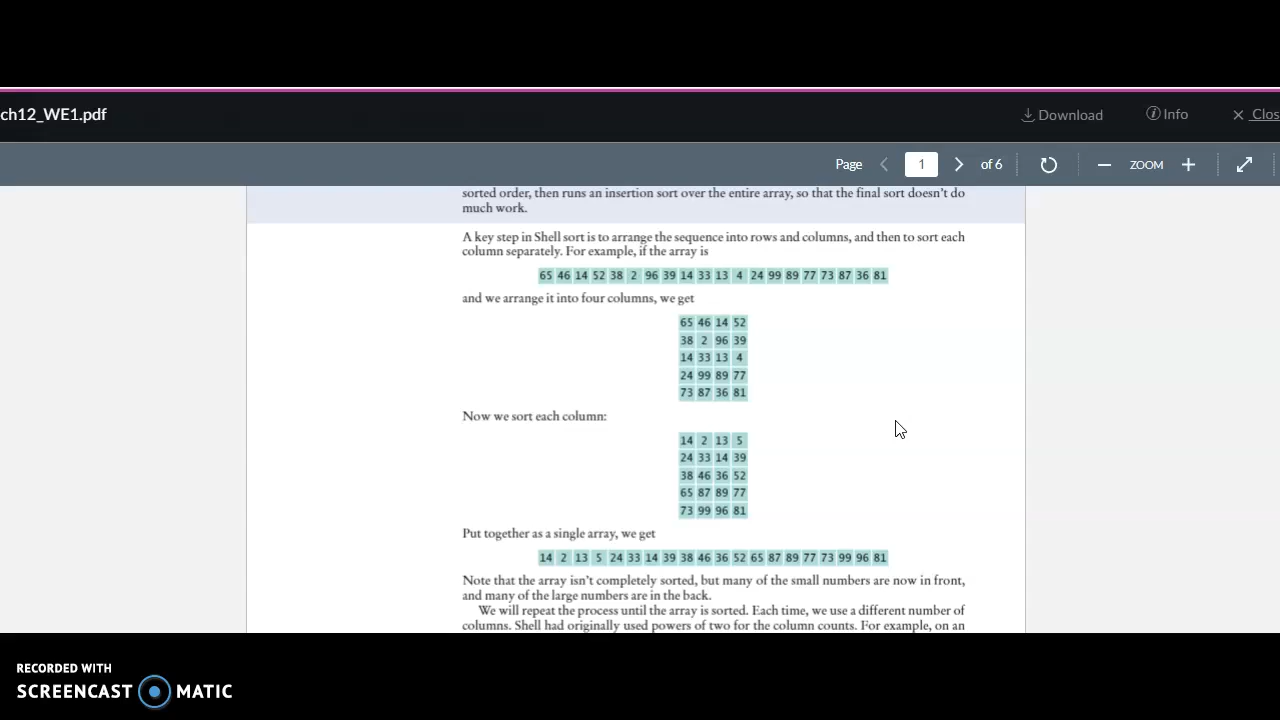 ch12_WE1.pdf
Download
Info
Clos
Page 1 of 6 ZOOM
sorted order, then runs an insertion sort over the entire array, so that the final sort doesn't do
much work.
A key step in Shell sort is to arrange the sequence into rows and columns, and then to sort each
column separately. For example, if the array is
65 46 14 52 38 2 96 39 14 33 13 4 24 99 89 77 73 87 36 81
and we arrange it into four columns, we get
65 46 14 52
38 2 96 39
14 33 13 4
24 99 89 77
73 87 36 81
Now we sort each column:
14 2 13 5
24 33 14 39
38 46 36 52
65 87 89 77
73 99 96 81
Put together as a single array, we get
14 2 13 5 24 33 14 39 38 46 36 52 65 87 89 77 73 99 96 81
Note that the array isn't completely sorted, but many of the small numbers are now in front,
and many of the large numbers are in the back.
We will repeat the process until the array is sorted. Each time, we use a different number of
columns. Shell had originally used powers of two for the column counts. For example, on an
RECORDED WITH
SCREENCAST MATIC